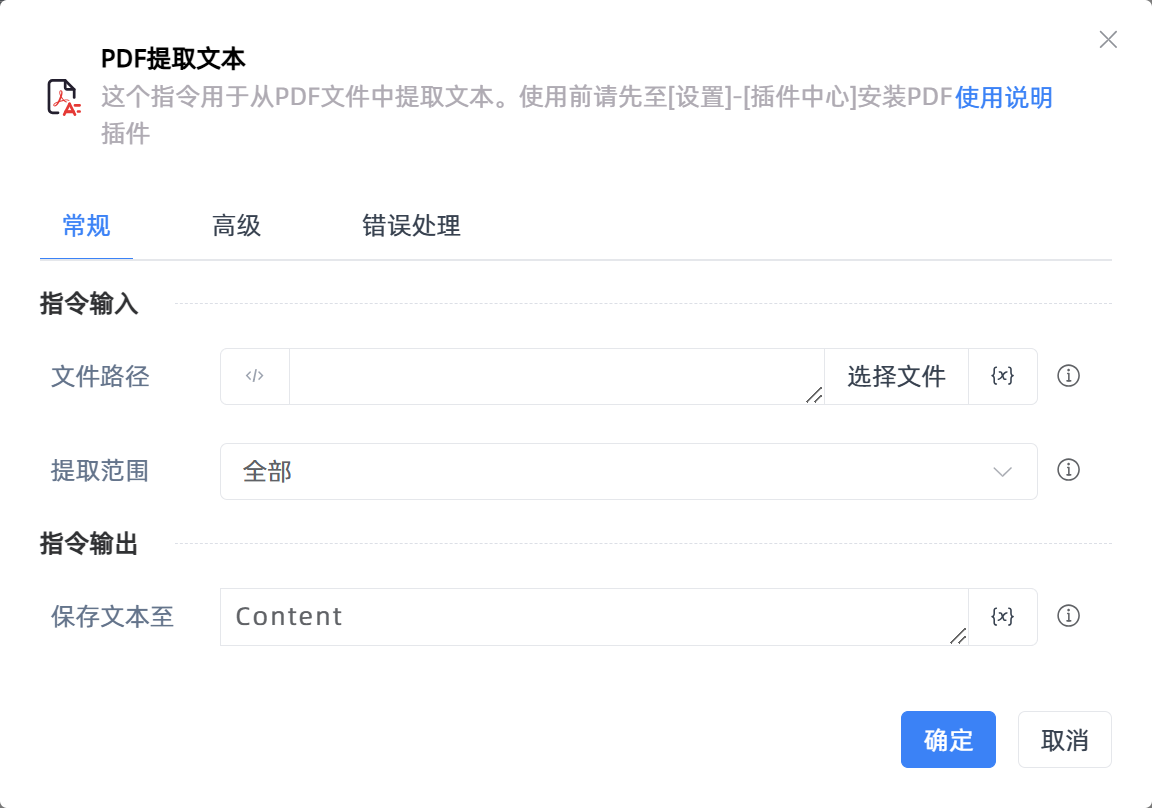 PDF提取文本
这个指令用于从PDF文件中提取文本。使用前请先至[设置]-[插件中心]安装PDF使用说明
插件
常规 高级 错误处理
指令输入
文件路径 </> 选择文件 {x}
提取范围 全部
指令输出
保存文本至 Content {x}
确定 取消